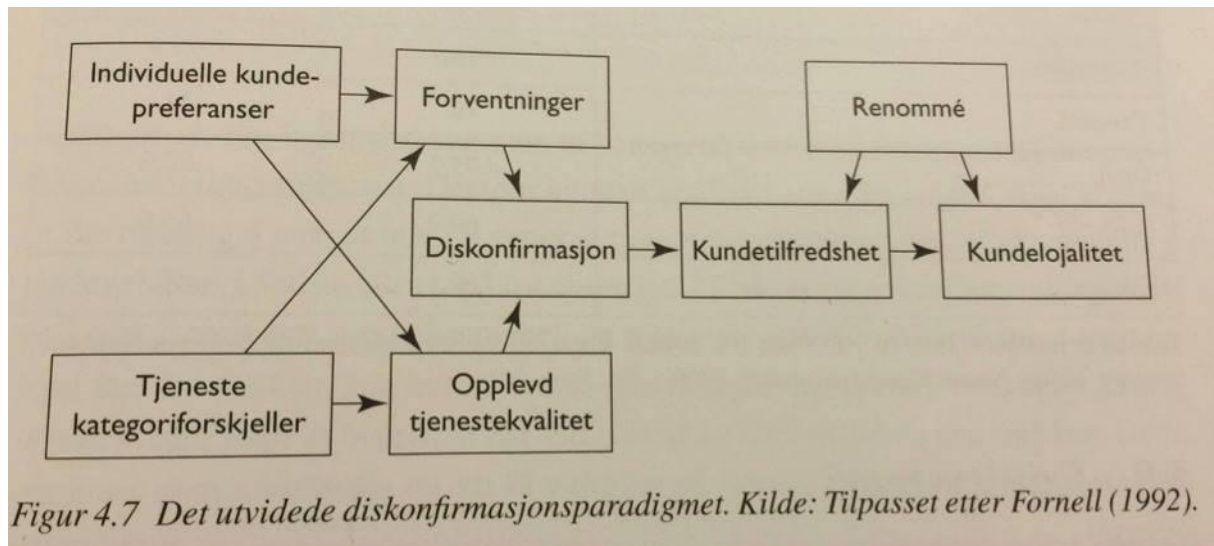 Individuelle kunde-
preferanser
Forventninger
Renommé
Diskonfirmasjon
Kundetilfredshet
Kundelojalitet
Tjeneste
kategoriforskjeller
Opplevd
tjenestekvalitet
Figur 4.7 Det utvidede diskonfirmasjonsparadigmet. Kilde: Tilpasset etter Fornell (1992).